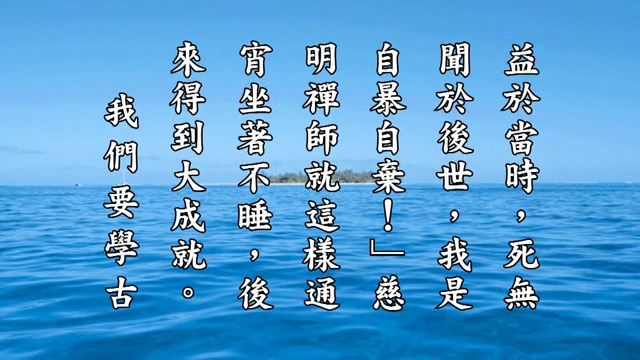 益於當時，死無
聞於後世，我是
自暴自棄！」慈
明禪師就這樣通
宵坐著不睡，後
來得到大成就。
我們要學古